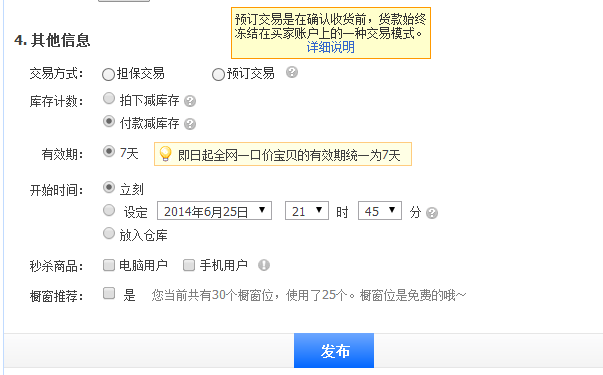 预订交易是在确认收货前，货款始终
冻结在买家账户上的一种交易模式。
详细说明
4. 其他信息
交易方式： 担保交易 预订交易
库存计数： 拍下减库存
付款减库存
有效期： 7天 即日起全网一口价宝贝的有效期统一为7天
开始时间： 立刻
设定 2014年6月25日 21 时 45 分
放入仓库
秒杀商品： 电脑用户 手机用户
橱窗推荐： 是 您当前共有30个橱窗位，使用了25个。橱窗位是免费的哦～
发布